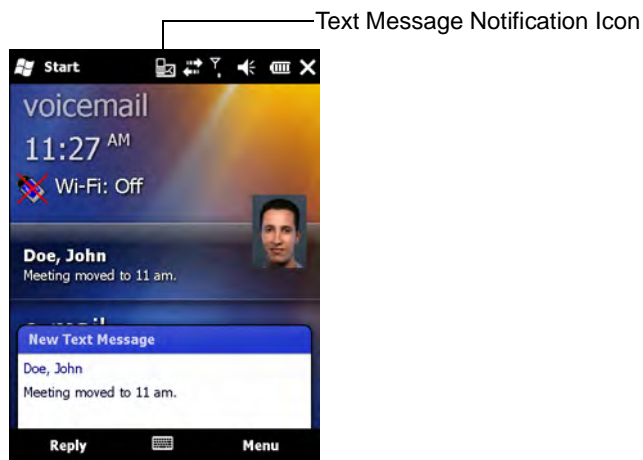 Text Message Notification Icon
Start
voicemail
11:27 AM
Wi-Fi: Off
Doe, John
Meeting moved to 11 am.
New Text Message
Doe, John
Meeting moved to 11 am.
Reply
Menu